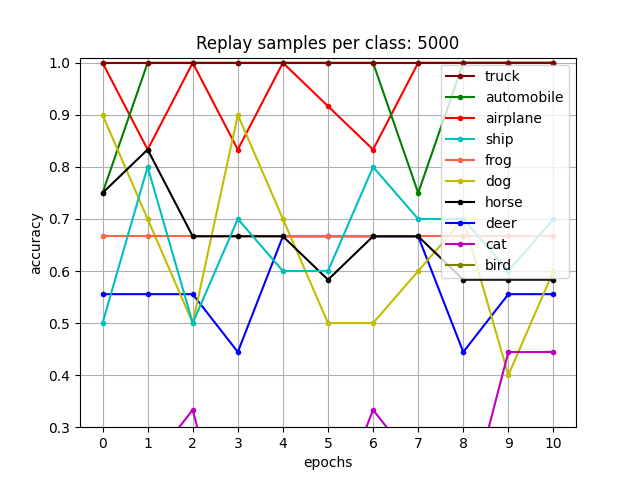 Replay samples per class: 5000
1.0
0.9
0.8
0.7
0.6
0.5
0.4
0.3
accuracy
truck
automobile
airplane
ship
frog
dog
horse
deer
cat
bird
0 1 2 3 4 5 6 7 8 9 10
epochs